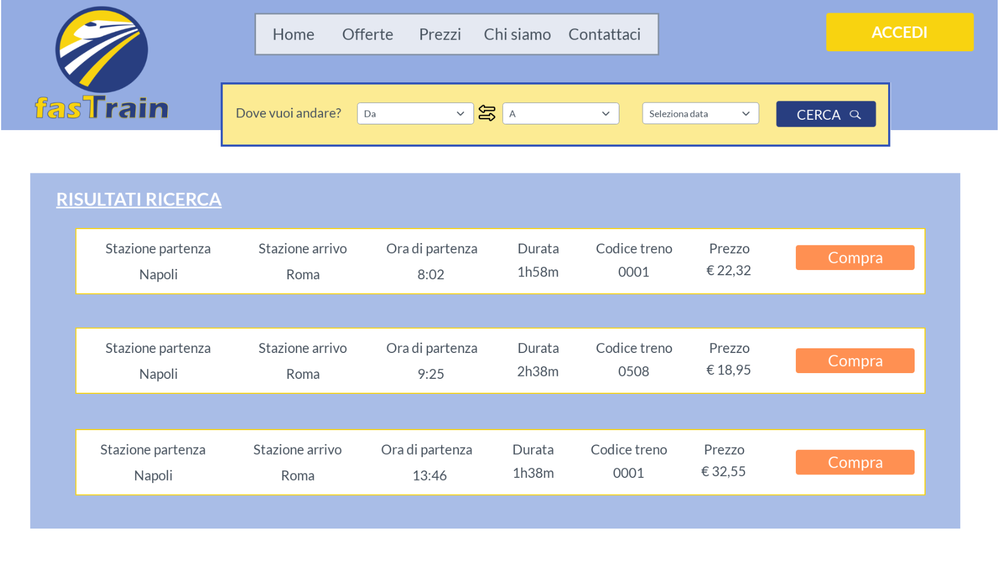 fasTrain
Home Offerte Prezzi Chi siamo Contattaci
ACCEDI
Dove vuoi andare? Da A Seleziona data CERCA
RISULTATI RICERCA
Stazione partenza Stazione arrivo Ora di partenza Durata Codice treno Prezzo
Napoli Roma 8:02 1h58m 0001 € 22,32
Compra
Stazione partenza Stazione arrivo Ora di partenza Durata Codice treno Prezzo
Napoli Roma 9:25 2h38m 0508 € 18,95
Compra
Stazione partenza Stazione arrivo Ora di partenza Durata Codice treno Prezzo
Napoli Roma 13:46 1h38m 0001 € 32,55
Compra